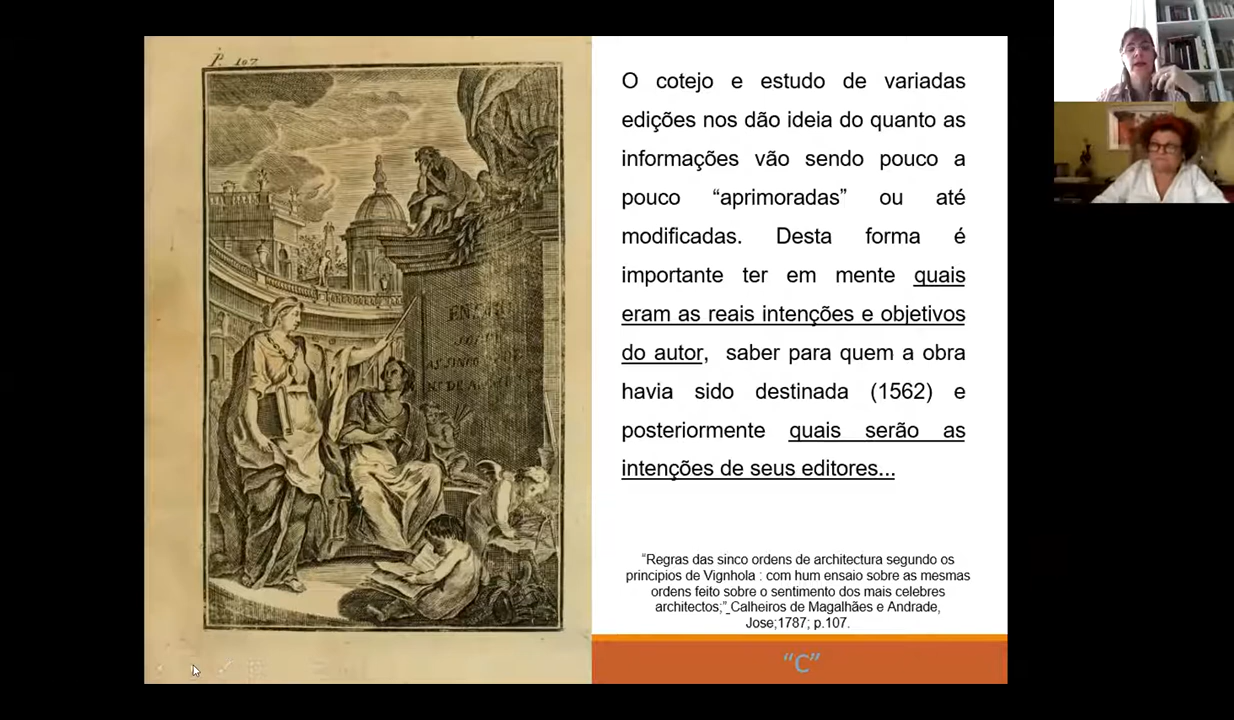 P. 107
O cotejo e estudo de variadas
edições nos dão ideia do quanto as
informações vão sendo pouco a
pouco “aprimoradas” ou até
modificadas. Desta forma é
importante ter em mente quais
eram as reais intenções e objetivos
do autor, saber para quem a obra
havia sido destinada (1562) e
posteriormente quais serão as
intenções de seus editores...
“Regras das sinco ordens de architectura segundo os
principios de Vignhola : com hum ensaio sobre as mesmas
ordens feito sobre o sentimento dos mais celebres
architectos;” Calheiros de Magalhães e Andrade,
Jose;1787; p.107.
“C”